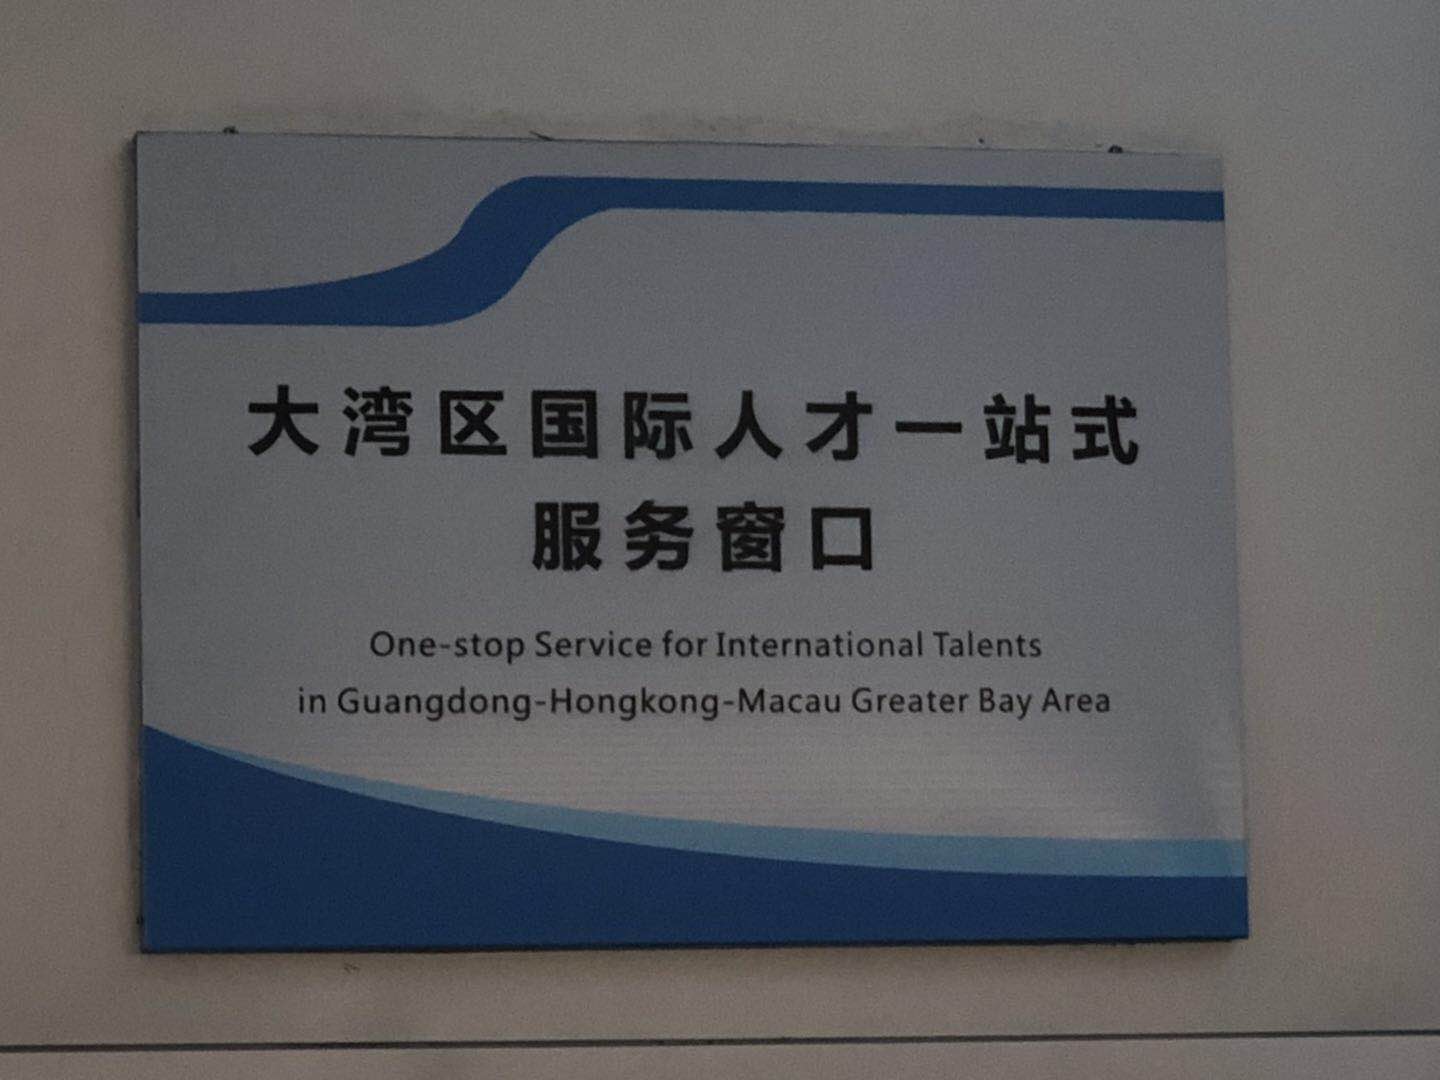 大湾区国际人才一站式
服务窗口
One-stop Service for International Talents
in Guangdong-Hongkong-Macau Greater Bay Area